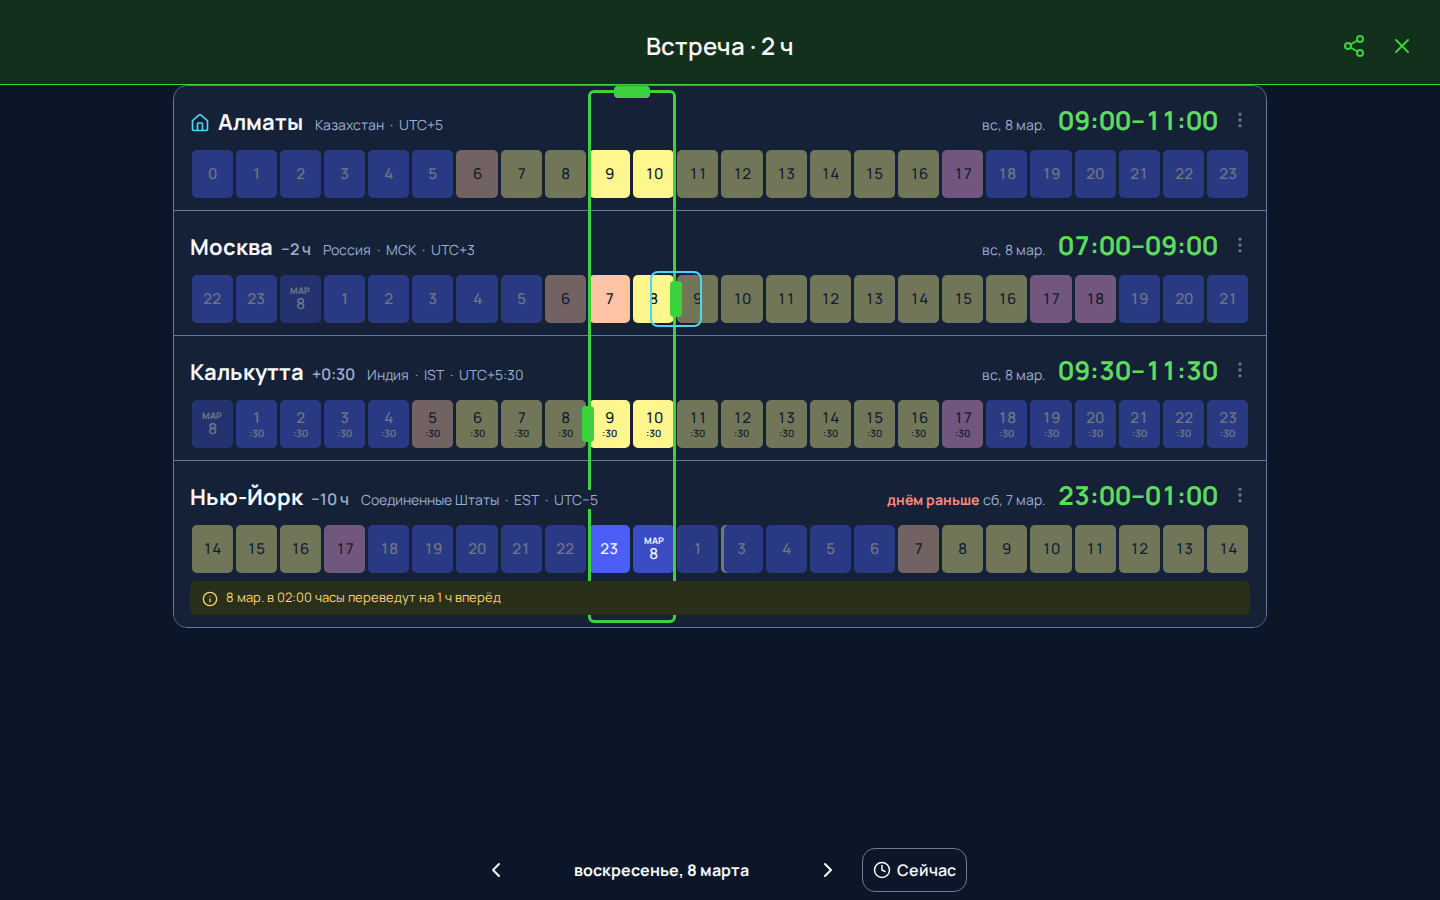 Встреча · 2 ч
Алматы Казахстан · UTC+5 вс, 8 мар. 09:00–11:00
0 1 2 3 4 5 6 7 8 9 10 11 12 13 14 15 16 17 18 19 20 21 22 23
Москва −2 ч Россия · МСК · UTC+3 вс, 8 мар. 07:00–09:00
22 23 МАР 8 1 2 3 4 5 6 7 8 9 10 11 12 13 14 15 16 17 18 19 20 21
Калькутта +0:30 Индия · IST · UTC+5:30 вс, 8 мар. 09:30–11:30
МАР 8 1:30 2:30 3:30 4:30 5:30 6:30 7:30 8:30 9:30 10:30 11:30 12:30 13:30 14:30 15:30 16:30 17:30 18:30 19:30 20:30 21:30 22:30 23:30
Нью-Йорк −10 ч Соединенные Штаты · EST · UTC−5 днём раньше сб, 7 мар. 23:00–01:00
14 15 16 17 18 19 20 21 22 23 МАР 8 1 3 4 5 6 7 8 9 10 11 12 13 14
8 мар. в 02:00 часы переведут на 1 ч вперёд
воскресенье, 8 марта Сейчас